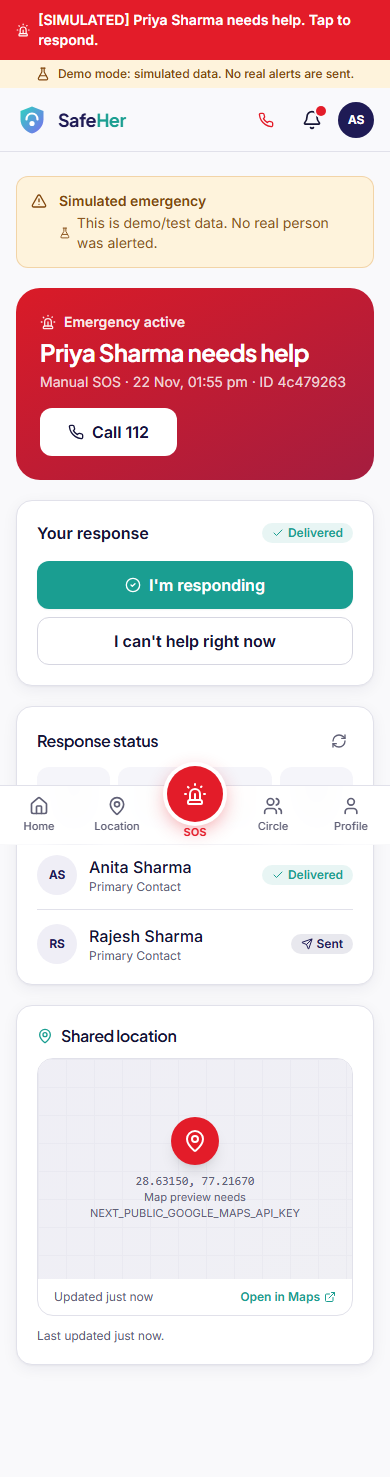 [SIMULATED] Priya Sharma needs help. Tap to
respond.
Demo mode: simulated data. No real alerts are sent.
SafeHer
AS
Simulated emergency
This is demo/test data. No real person
was alerted.
Emergency active
Priya Sharma needs help
Manual SOS · 22 Nov, 01:55 pm · ID 4c479263
Call 112
Your response
Delivered
I'm responding
I can't help right now
Response status
Home
Location
SOS
Circle
Profile
AS
Anita Sharma
Primary Contact
Delivered
RS
Rajesh Sharma
Primary Contact
Sent
Shared location
28.63150, 77.21670
Map preview needs
NEXT_PUBLIC_GOOGLE_MAPS_API_KEY
Updated just now
Open in Maps
Last updated just now.